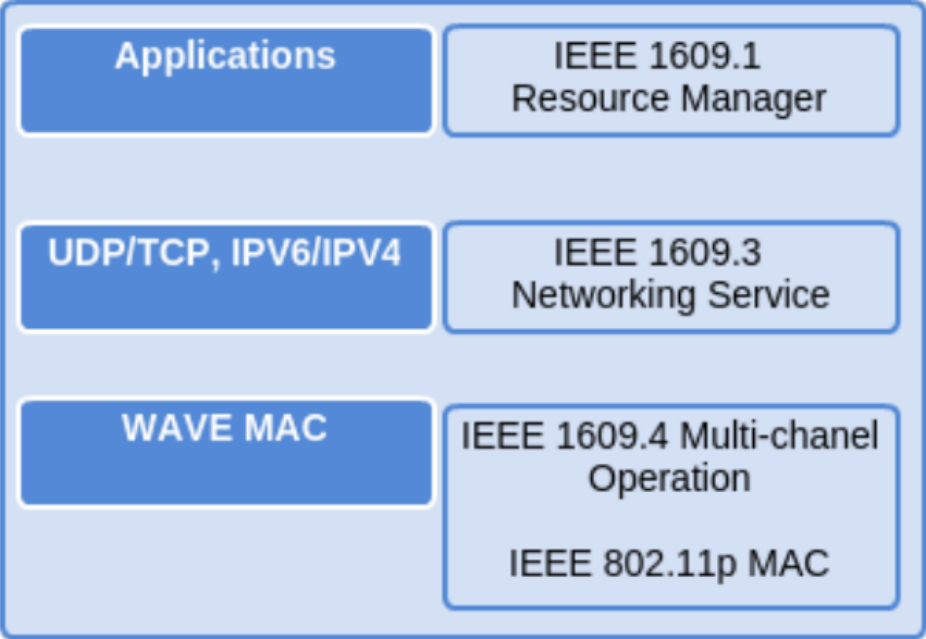 Applications
IEEE 1609.1
Resource Manager
UDP/TCP, IPV6/IPV4
IEEE 1609.3
Networking Service
WAVE MAC
IEEE 1609.4 Multi-chanel
Operation
IEEE 802.11p MAC